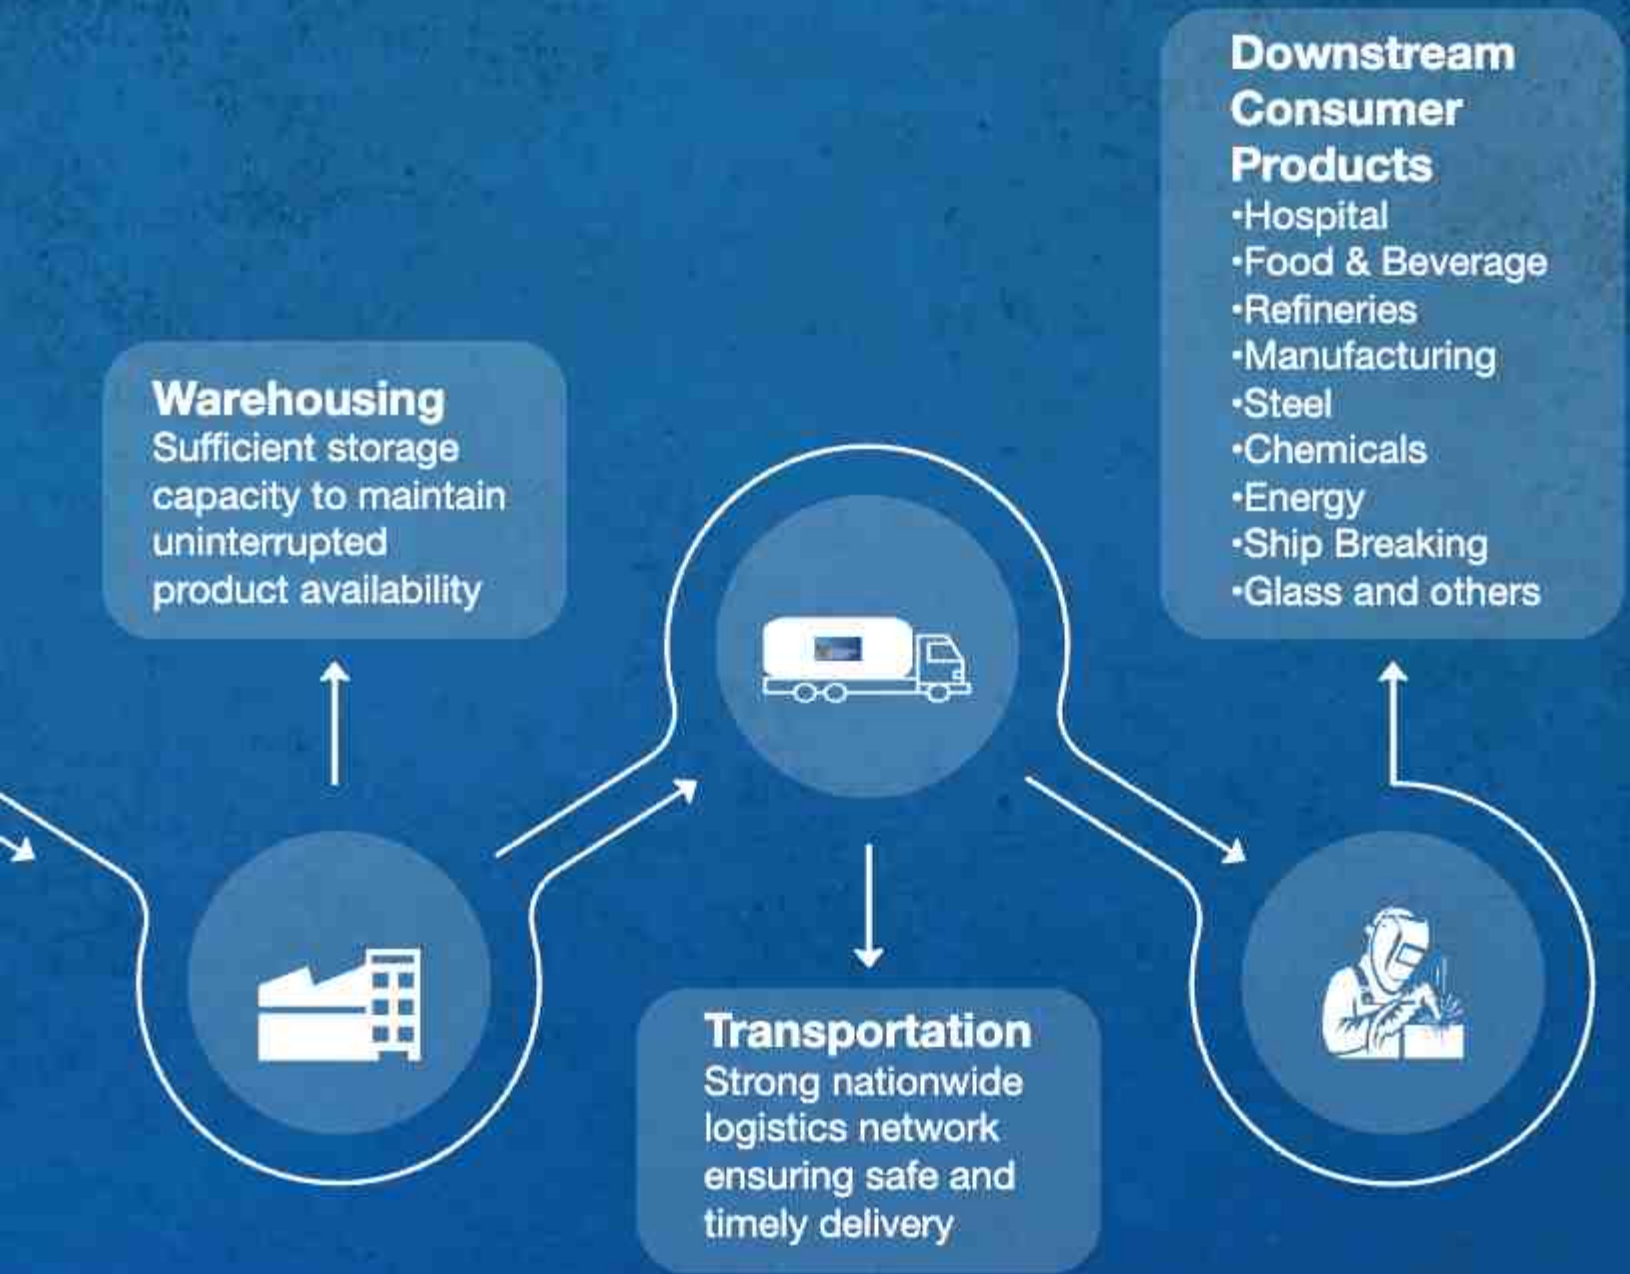 Warehousing
Sufficient storage
capacity to maintain
uninterrupted
product availability
Transportation
Strong nationwide
logistics network
ensuring safe and
timely delivery
Downstream
Consumer
Products
•Hospital
•Food & Beverage
•Refineries
•Manufacturing
•Steel
•Chemicals
•Energy
•Ship Breaking
•Glass and others